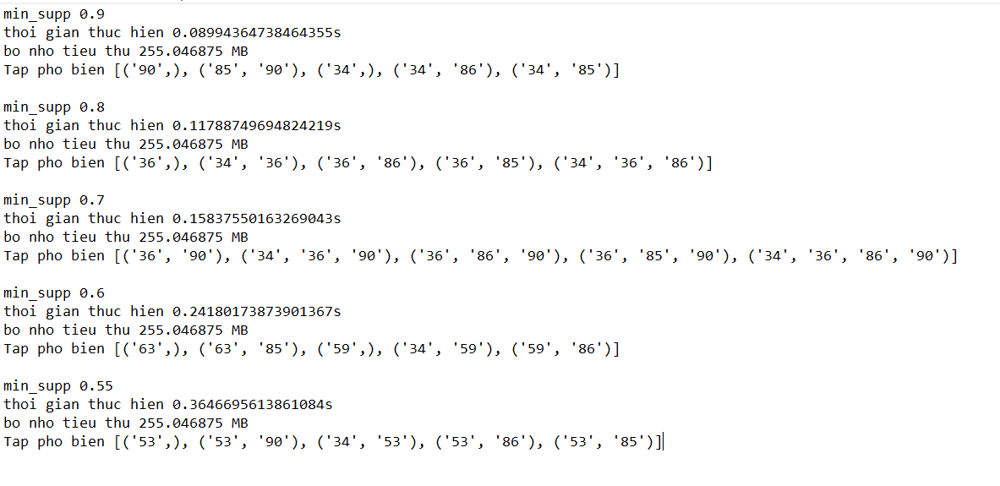 min_supp 0.9
thoi gian thuc hien 0.08994364738464355s
bo nho tieu thu 255.046875 MB
Tap pho bien [('90',), ('85', '90'), ('34',), ('34', '86'), ('34', '85')]
min_supp 0.8
thoi gian thuc hien 0.11788749694824219s
bo nho tieu thu 255.046875 MB
Tap pho bien [('36',), ('34', '36'), ('36', '86'), ('36', '85'), ('34', '36', '86')]
min_supp 0.7
thoi gian thuc hien 0.15837550163269043s
bo nho tieu thu 255.046875 MB
Tap pho bien [('36', '90'), ('34', '36', '90'), ('36', '86', '90'), ('36', '85', '90'), ('34', '36', '86', '90')]
min_supp 0.6
thoi gian thuc hien 0.24180173873901367s
bo nho tieu thu 255.046875 MB
Tap pho bien [('63',), ('63', '85'), ('59',), ('34', '59'), ('59', '86')]
min_supp 0.55
thoi gian thuc hien 0.3646695613861084s
bo nho tieu thu 255.046875 MB
Tap pho bien [('53',), ('53', '90'), ('34', '53'), ('53', '86'), ('53', '85')]